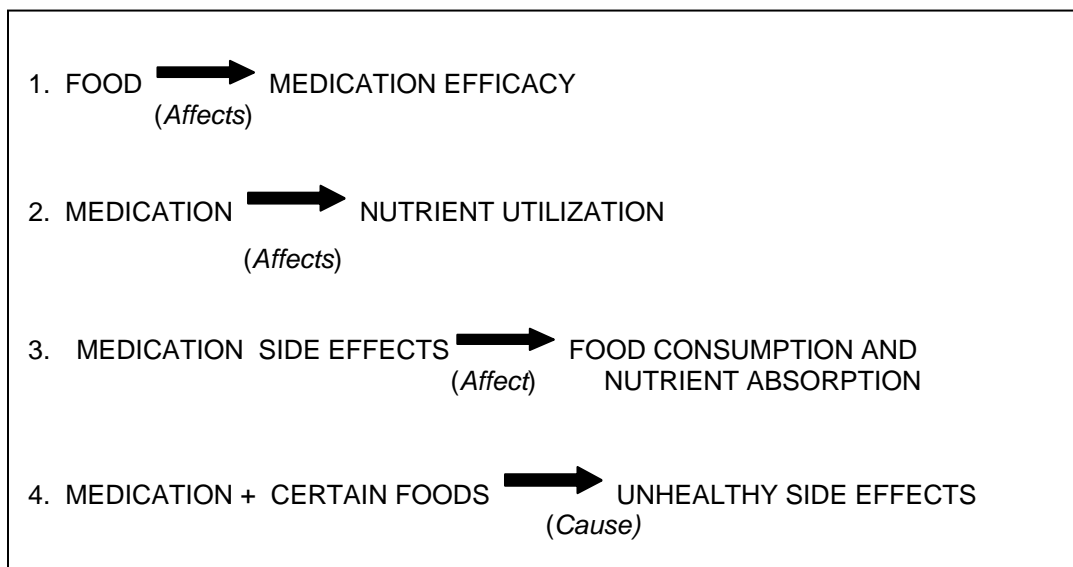 1. FOOD MEDICATION EFFICACY
(Affects)
2. MEDICATION NUTRIENT UTILIZATION
(Affects)
3. MEDICATION SIDE EFFECTS FOOD CONSUMPTION AND
(Affect) NUTRIENT ABSORPTION
4. MEDICATION + CERTAIN FOODS UNHEALTHY SIDE EFFECTS
(Cause)